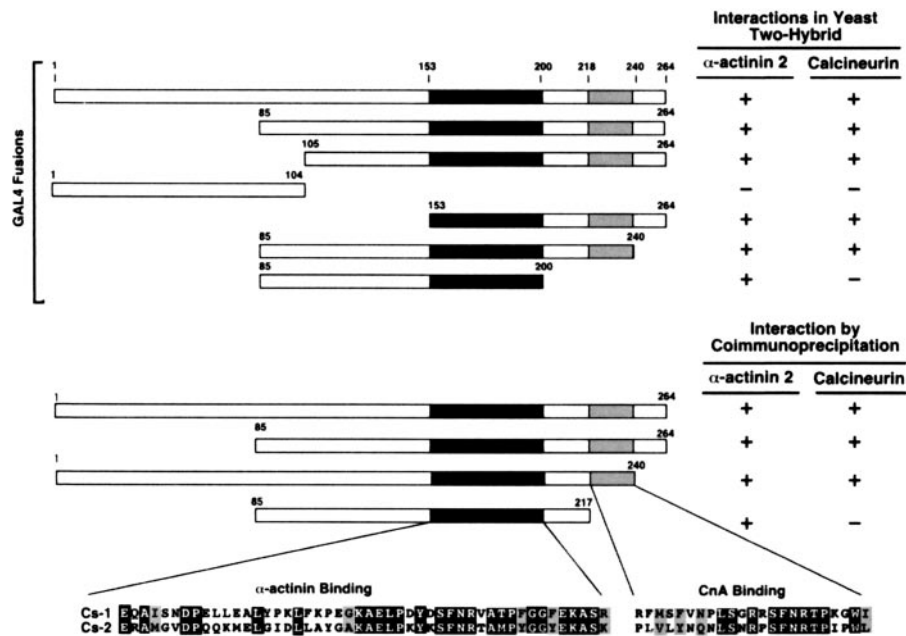 Interactions in Yeast
Two-Hybrid
α-actinin 2 Calcineurin
GAL4 Fusions
1 153 200 218 240 264
+ +
85 264
+ +
105 264
+ +
1 104
– –
153 264
+ +
85 240
+ +
85 200
+ –
Interaction by
Coimmunoprecipitation
α-actinin 2 Calcineurin
1 264
+ +
85 264
+ +
1 240
+ +
85 217
+ –
α-actinin Binding CnA Binding
Cs-1 EQAISNDPELLEALYPKLFKPEGKAELPDYDSFNRVATPFGGFEKASR RFMSFVNPLSGRRSFNRTPKGWI
Cs-2 ERAMGVDPQQKMELGIDLLAYGAKAELPKYKSFNRTAMPYGGYEKASK PLVLYNQNLSNRPSFNRTPIPWL